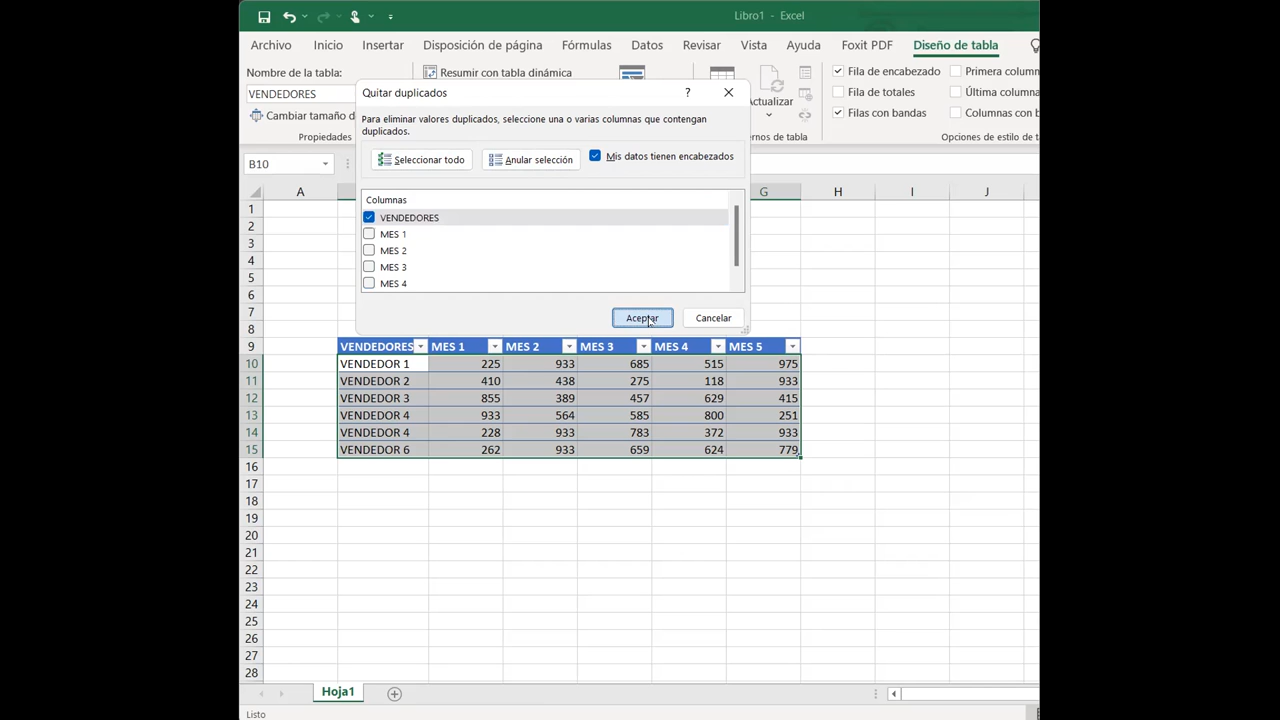 Libro1 - Excel
Archivo Inicio Insertar Disposición de página Fórmulas Datos Revisar Vista Ayuda Foxit PDF Diseño de tabla
Nombre de la tabla:
VENDEDORES
Cambiar tamaño d
Propiedades
Resumir con tabla dinámica
Actualizar
rnos de tabla
Fila de encabezado Primera column
Fila de totales Última columna
Filas con bandas Columnas con b
Opciones de estilo de
Quitar duplicados ?
Para eliminar valores duplicados, seleccione una o varias columnas que contengan
duplicados.
Seleccionar todo Anular selección Mis datos tienen encabezados
Columnas
VENDEDORES
MES 1
MES 2
MES 3
MES 4
Aceptar Cancelar
B10
A G H I J
1
2
3
4
5
6
7
8
9 VENDEDORES MES 1 MES 2 MES 3 MES 4 MES 5
10 VENDEDOR 1 225 933 685 515 975
11 VENDEDOR 2 410 438 275 118 933
12 VENDEDOR 3 855 389 457 629 415
13 VENDEDOR 4 933 564 585 800 251
14 VENDEDOR 4 228 933 783 372 933
15 VENDEDOR 6 262 933 659 624 779
16
17
18
19
20
21
22
23
24
25
26
27
28
Hoja1
Listo